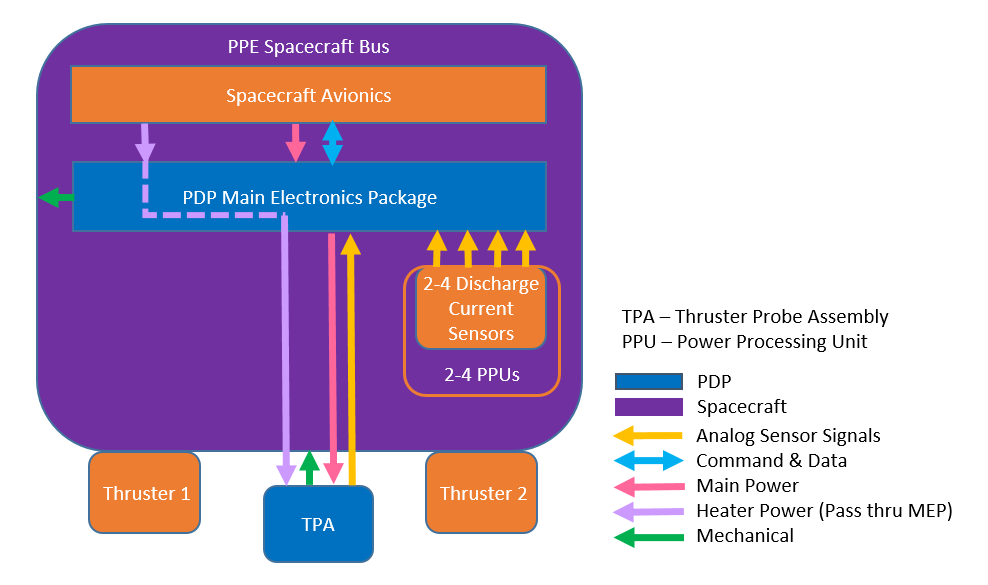 PPE Spacecraft Bus
Spacecraft Avionics
PDP Main Electronics Package
2-4 Discharge
Current
Sensors
2-4 PPUs
Thruster 1
TPA
Thruster 2
TPA – Thruster Probe Assembly
PPU – Power Processing Unit
PDP
Spacecraft
Analog Sensor Signals
Command & Data
Main Power
Heater Power (Pass thru MEP)
Mechanical